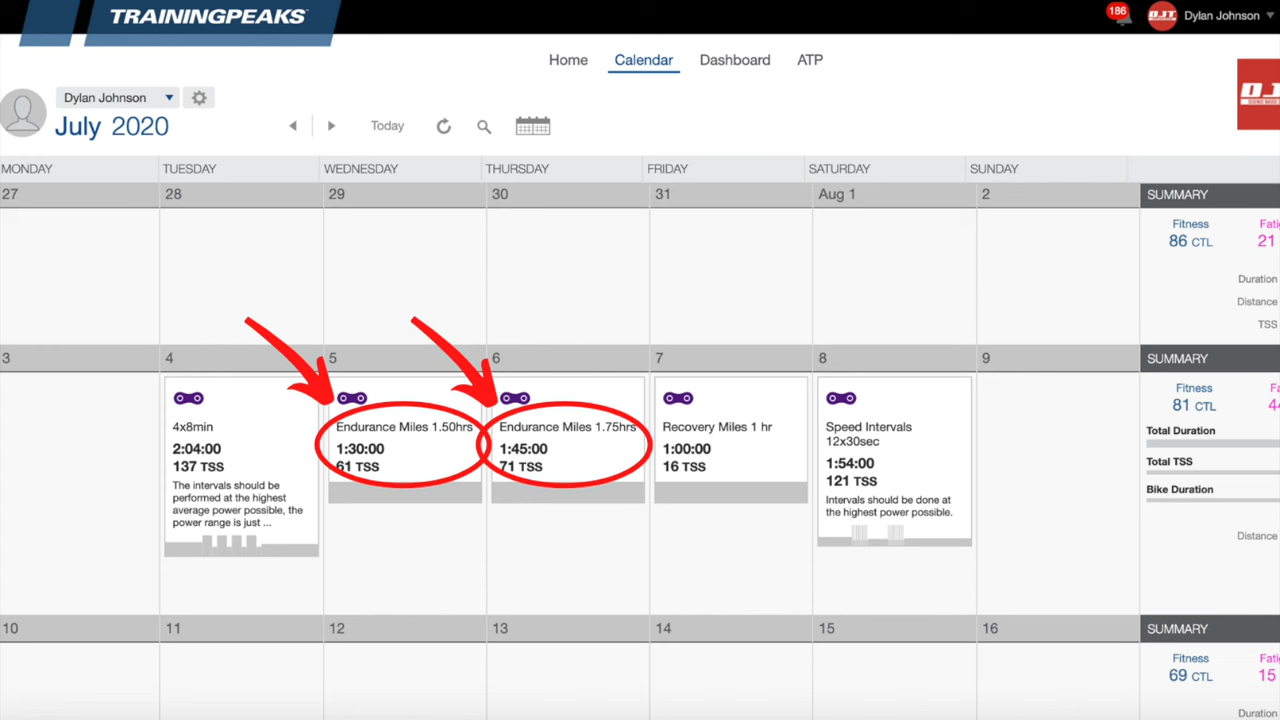 TRAININGPEAKS
186
DJT
Dylan Johnson
Home Calendar Dashboard ATP
Dylan Johnson
July 2020
Today
MONDAY TUESDAY WEDNESDAY THURSDAY FRIDAY SATURDAY SUNDAY
27 28 29 30 31 Aug 1 2 SUMMARY
Fitness Fati
86 CTL 21
Duration
Distance
TSS
3 4 5 6 7 8 9 SUMMARY
Fitness
81 CTL
Total Duration
Total TSS
Bike Duration
Distance
4x8min
2:04:00
137 TSS
The intervals should be
performed at the highest
average power possible, the
power range is just ...
Endurance Miles 1.50hrs
1:30:00
61 TSS
Endurance Miles 1.75hrs
1:45:00
71 TSS
Recovery Miles 1 hr
1:00:00
16 TSS
Speed Intervals
12x30sec
1:54:00
121 TSS
Intervals should be done at
the highest power possible.
10 11 12 13 14 15 16 SUMMARY
Fitness Fati
69 CTL 15
Duration